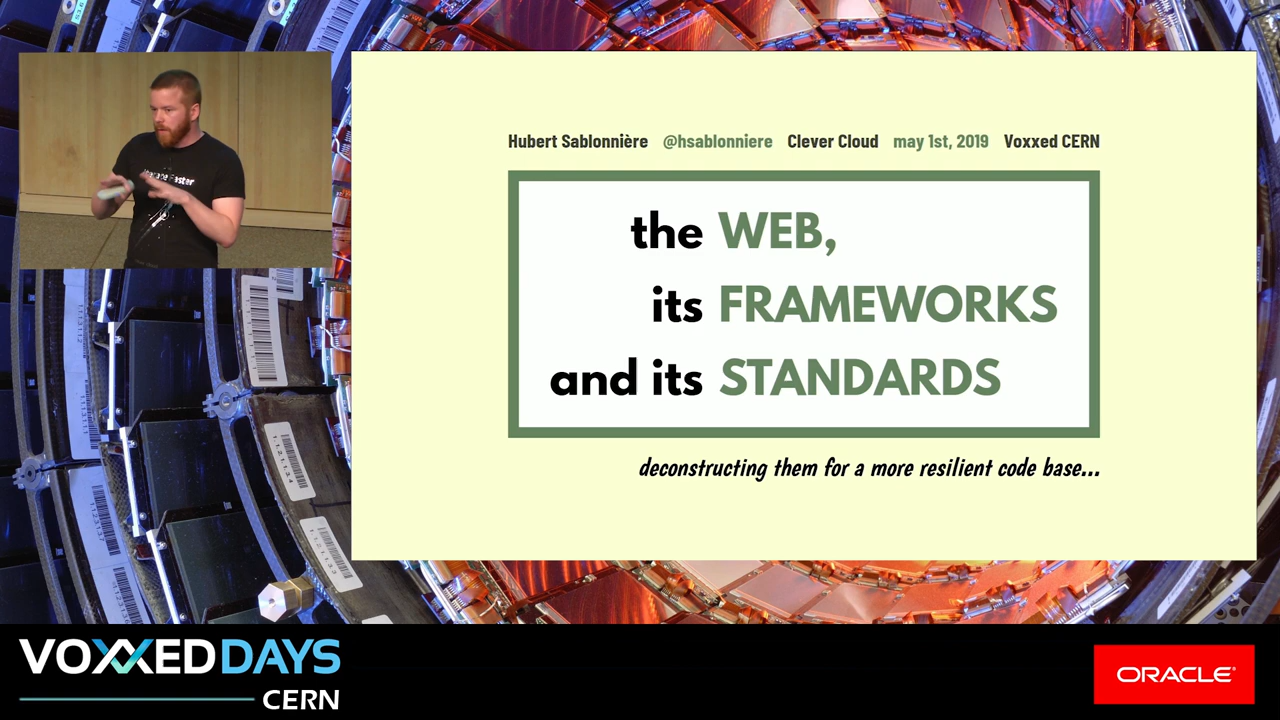 Hubert Sablonnière @hsablonniere Clever Cloud may 1st, 2019 Voxxed CERN
the WEB,
its FRAMEWORKS
and its STANDARDS
deconstructing them for a more resilient code base...
VOXXED DAYS
CERN
ORACLE